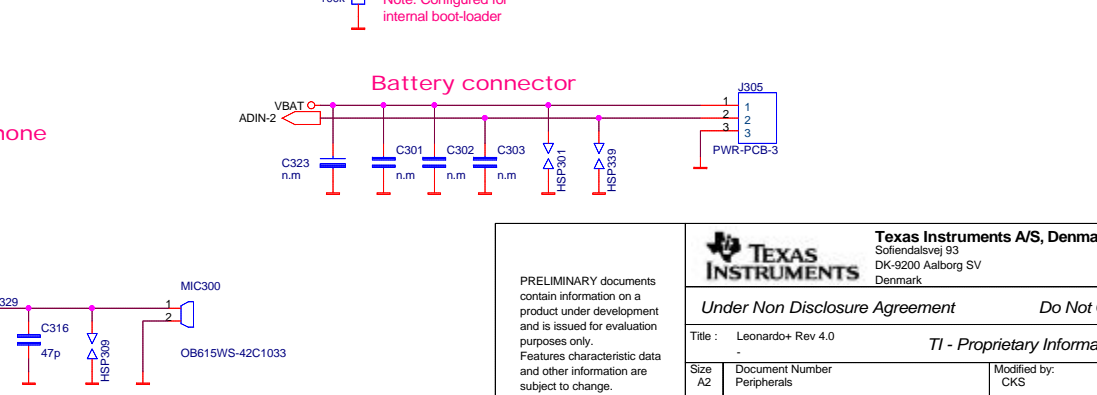 Note: Configured for
internal boot-loader
Battery connector
VBAT
ADIN-2
J305
1 1
2 2
3 3
PWR-PCB-3
C323
n.m
C301
n.m
C302
n.m
C303
n.m
HSP301
HSP339
hone
329
C316
47p
HSP309
MIC300
1
2
OB615WS-42C1033
PRELIMINARY documents
contain information on a
product under development
and is issued for evaluation
purposes only.
Features characteristic data
and other information are
subject to change.
TEXAS
INSTRUMENTS
Texas Instruments A/S, Denma
Sofiendalsvej 93
DK-9200 Aalborg SV
Denmark
Under Non Disclosure Agreement Do Not
Title : Leonardo+ Rev 4.0
-
TI - Proprietary Informa
Size Document Number Modified by:
A2 Peripherals CKS